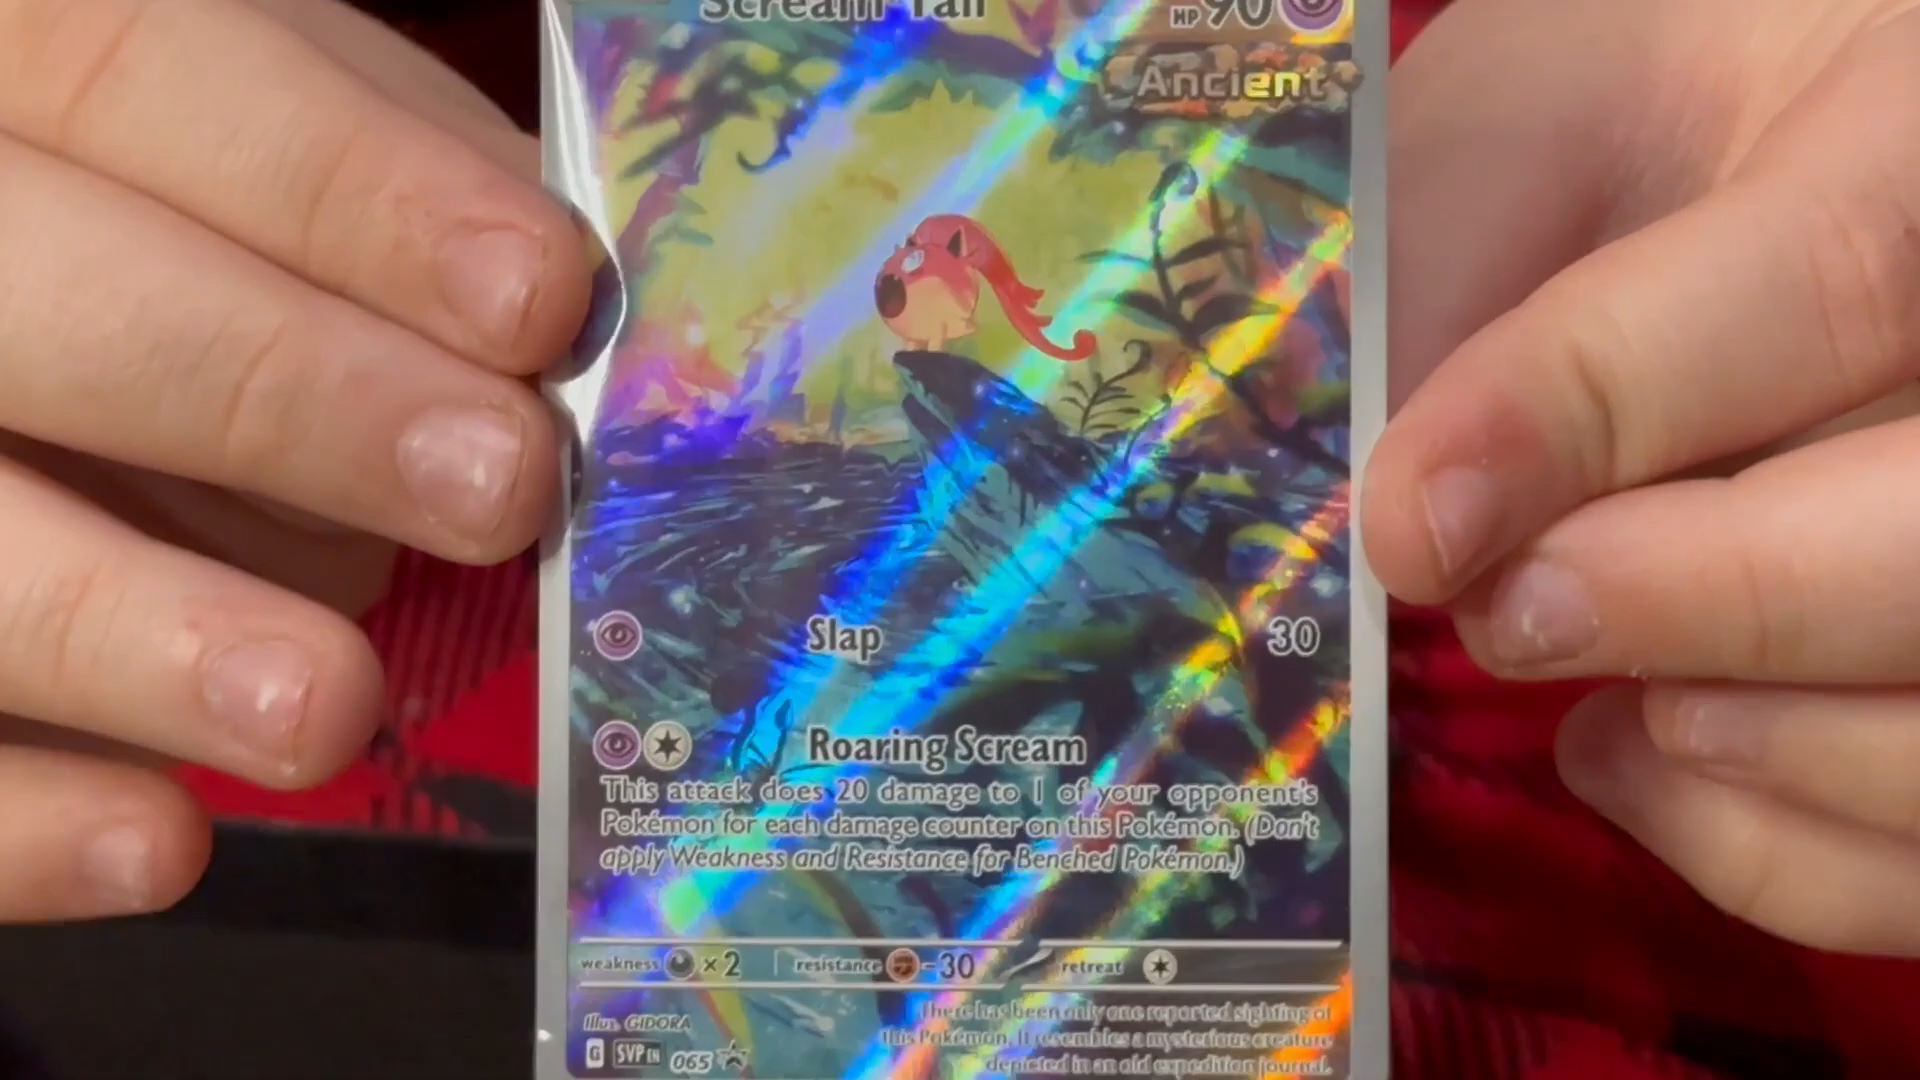 Scream Tail HP 90
Ancient
Slap 30
Roaring Scream
This attack does 20 damage to 1 of your opponent's
Pokémon for each damage counter on this Pokémon. (Don't
apply Weakness and Resistance for Benched Pokémon.)
weakness ×2 resistance -30 retreat
Illus. GIDORA
There has been only one reported sighting of
this Pokémon. It resembles a mysterious creature
depicted in an old expedition journal.
G SVP EN 065